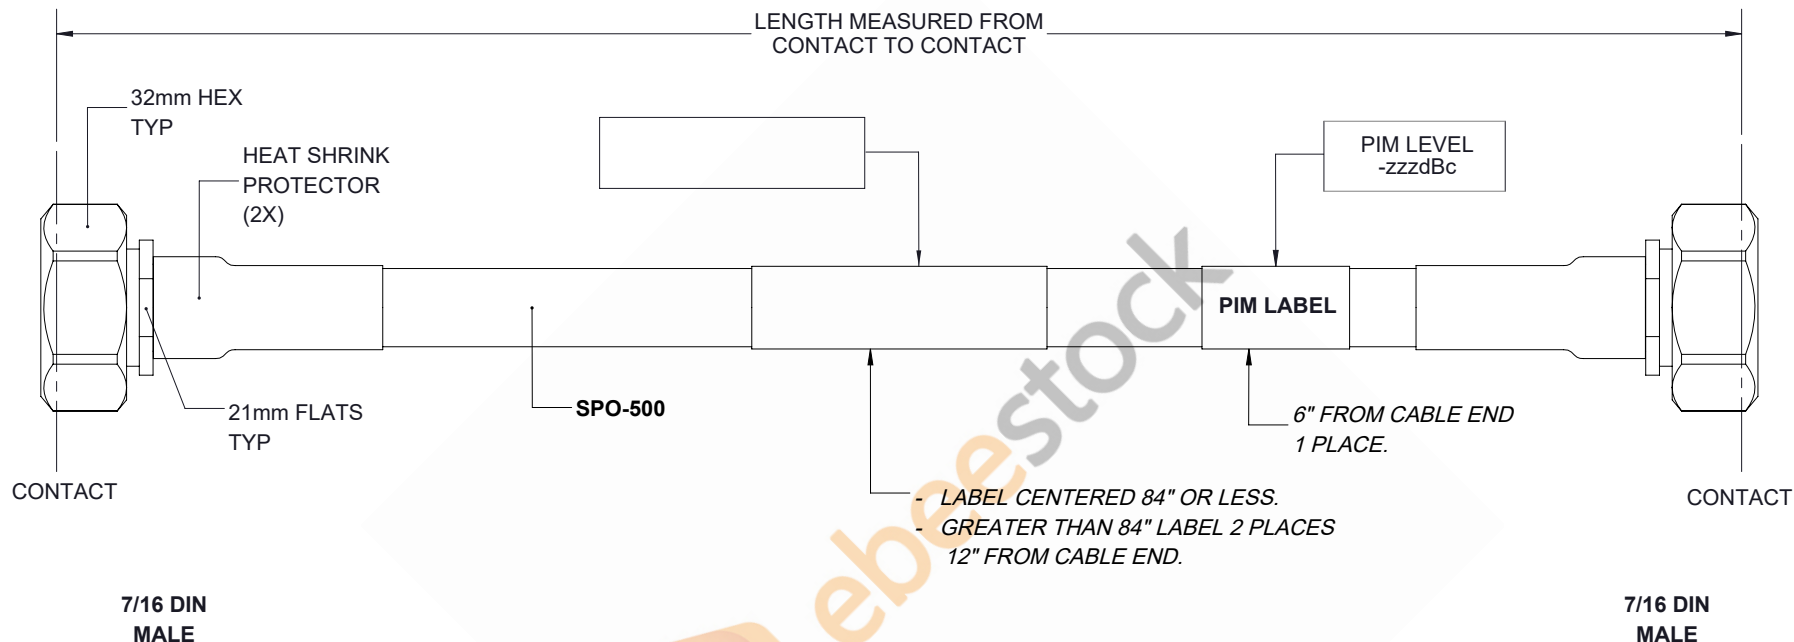 LENGTH MEASURED FROM
CONTACT TO CONTACT
32mm HEX
TYP
HEAT SHRINK
PROTECTOR
(2X)
PIM LEVEL
-zzzdBc
PIM LABEL
21mm FLATS
TYP
SPO-500
6" FROM CABLE END
1 PLACE.
CONTACT
CONTACT
- LABEL CENTERED 84" OR LESS.
- GREATER THAN 84" LABEL 2 PLACES
12" FROM CABLE END.
7/16 DIN
MALE
7/16 DIN
MALE
ebeestock